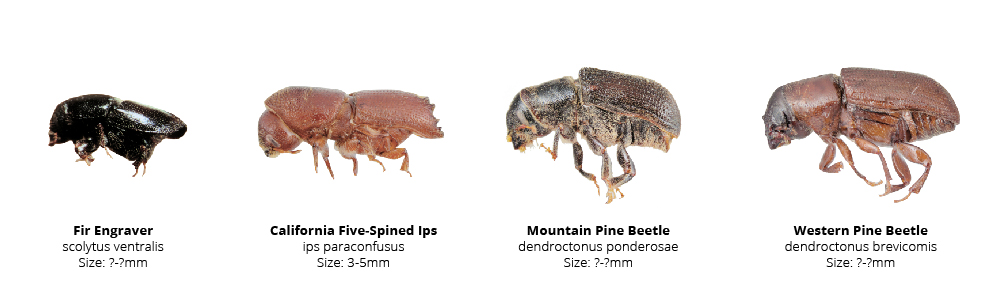 Fir Engraver
scolytus ventralis
Size: ?-?mm
California Five-Spined Ips
ips paraconfusus
Size: 3-5mm
Mountain Pine Beetle
dendroctonus ponderosae
Size: ?-?mm
Western Pine Beetle
dendroctonus brevicomis
Size: ?-?mm